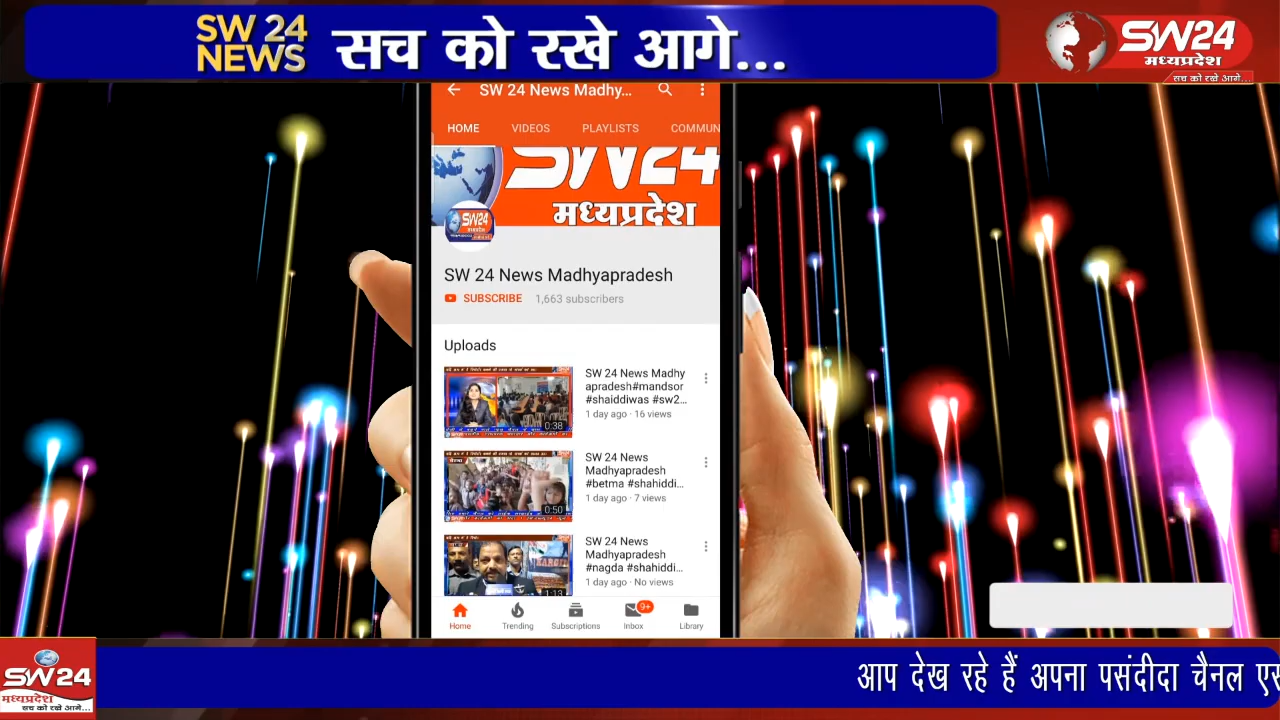 SW 24
NEWS
सच को रखे आगे...
SW24
मध्यप्रदेश
सच को रखे आगे...
SW 24 News Madhy...
HOME VIDEOS PLAYLISTS COMMUN
SW24
मध्यप्रदेश
SW24
SW 24 News Madhyapradesh
SUBSCRIBE 1,663 subscribers
Uploads
SW 24 News Madhy
apradesh#mandsor
#shaiddiwas #sw2...
1 day ago · 16 views
0:38
SW 24 News
Madhyapradesh
#betma #shahiddi...
1 day ago · 7 views
0:50
SW 24 News
Madhyapradesh
#nagda #shahiddi...
1 day ago · No views
1:13
9+
Home Trending Subscriptions Inbox Library
SW24
मध्यप्रदेश
सच को रखे आगे...
आप देख रहे हैं अपना पसंदीदा चैनल एस